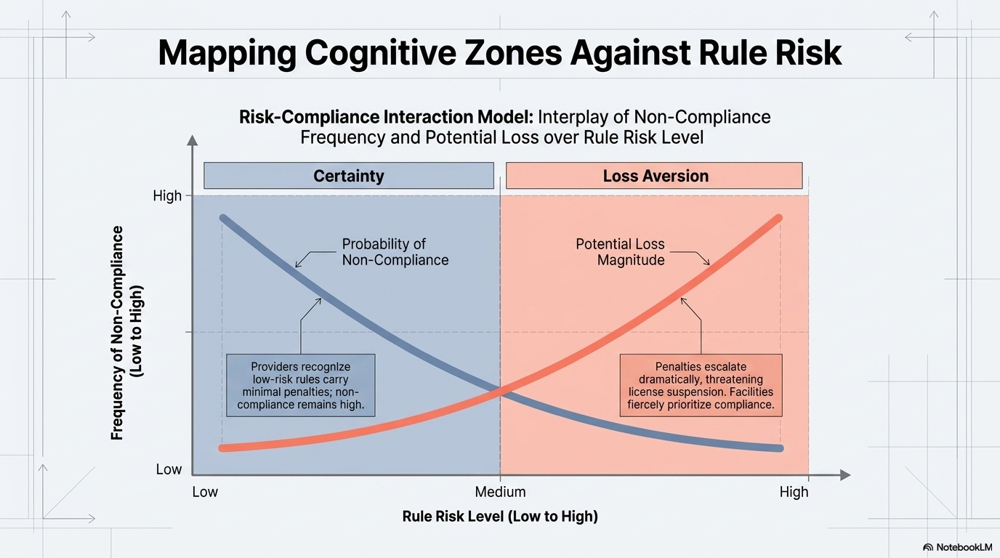 Mapping Cognitive Zones Against Rule Risk
Risk-Compliance Interaction Model: Interplay of Non-Compliance
Frequency and Potential Loss over Rule Risk Level
Certainty
Loss Aversion
High
Probability of
Non-Compliance
Potential Loss
Magnitude
Frequency of Non-Compliance
(Low to High)
Providers recognize
low-risk rules carry
minimal penalties; non-
compliance remains high.
Penalties escalate
dramatically, threatening
license suspension. Facilities
fiercely prioritize compliance.
Low
Low
Medium
High
Rule Risk Level (Low to High)
NotebookLM